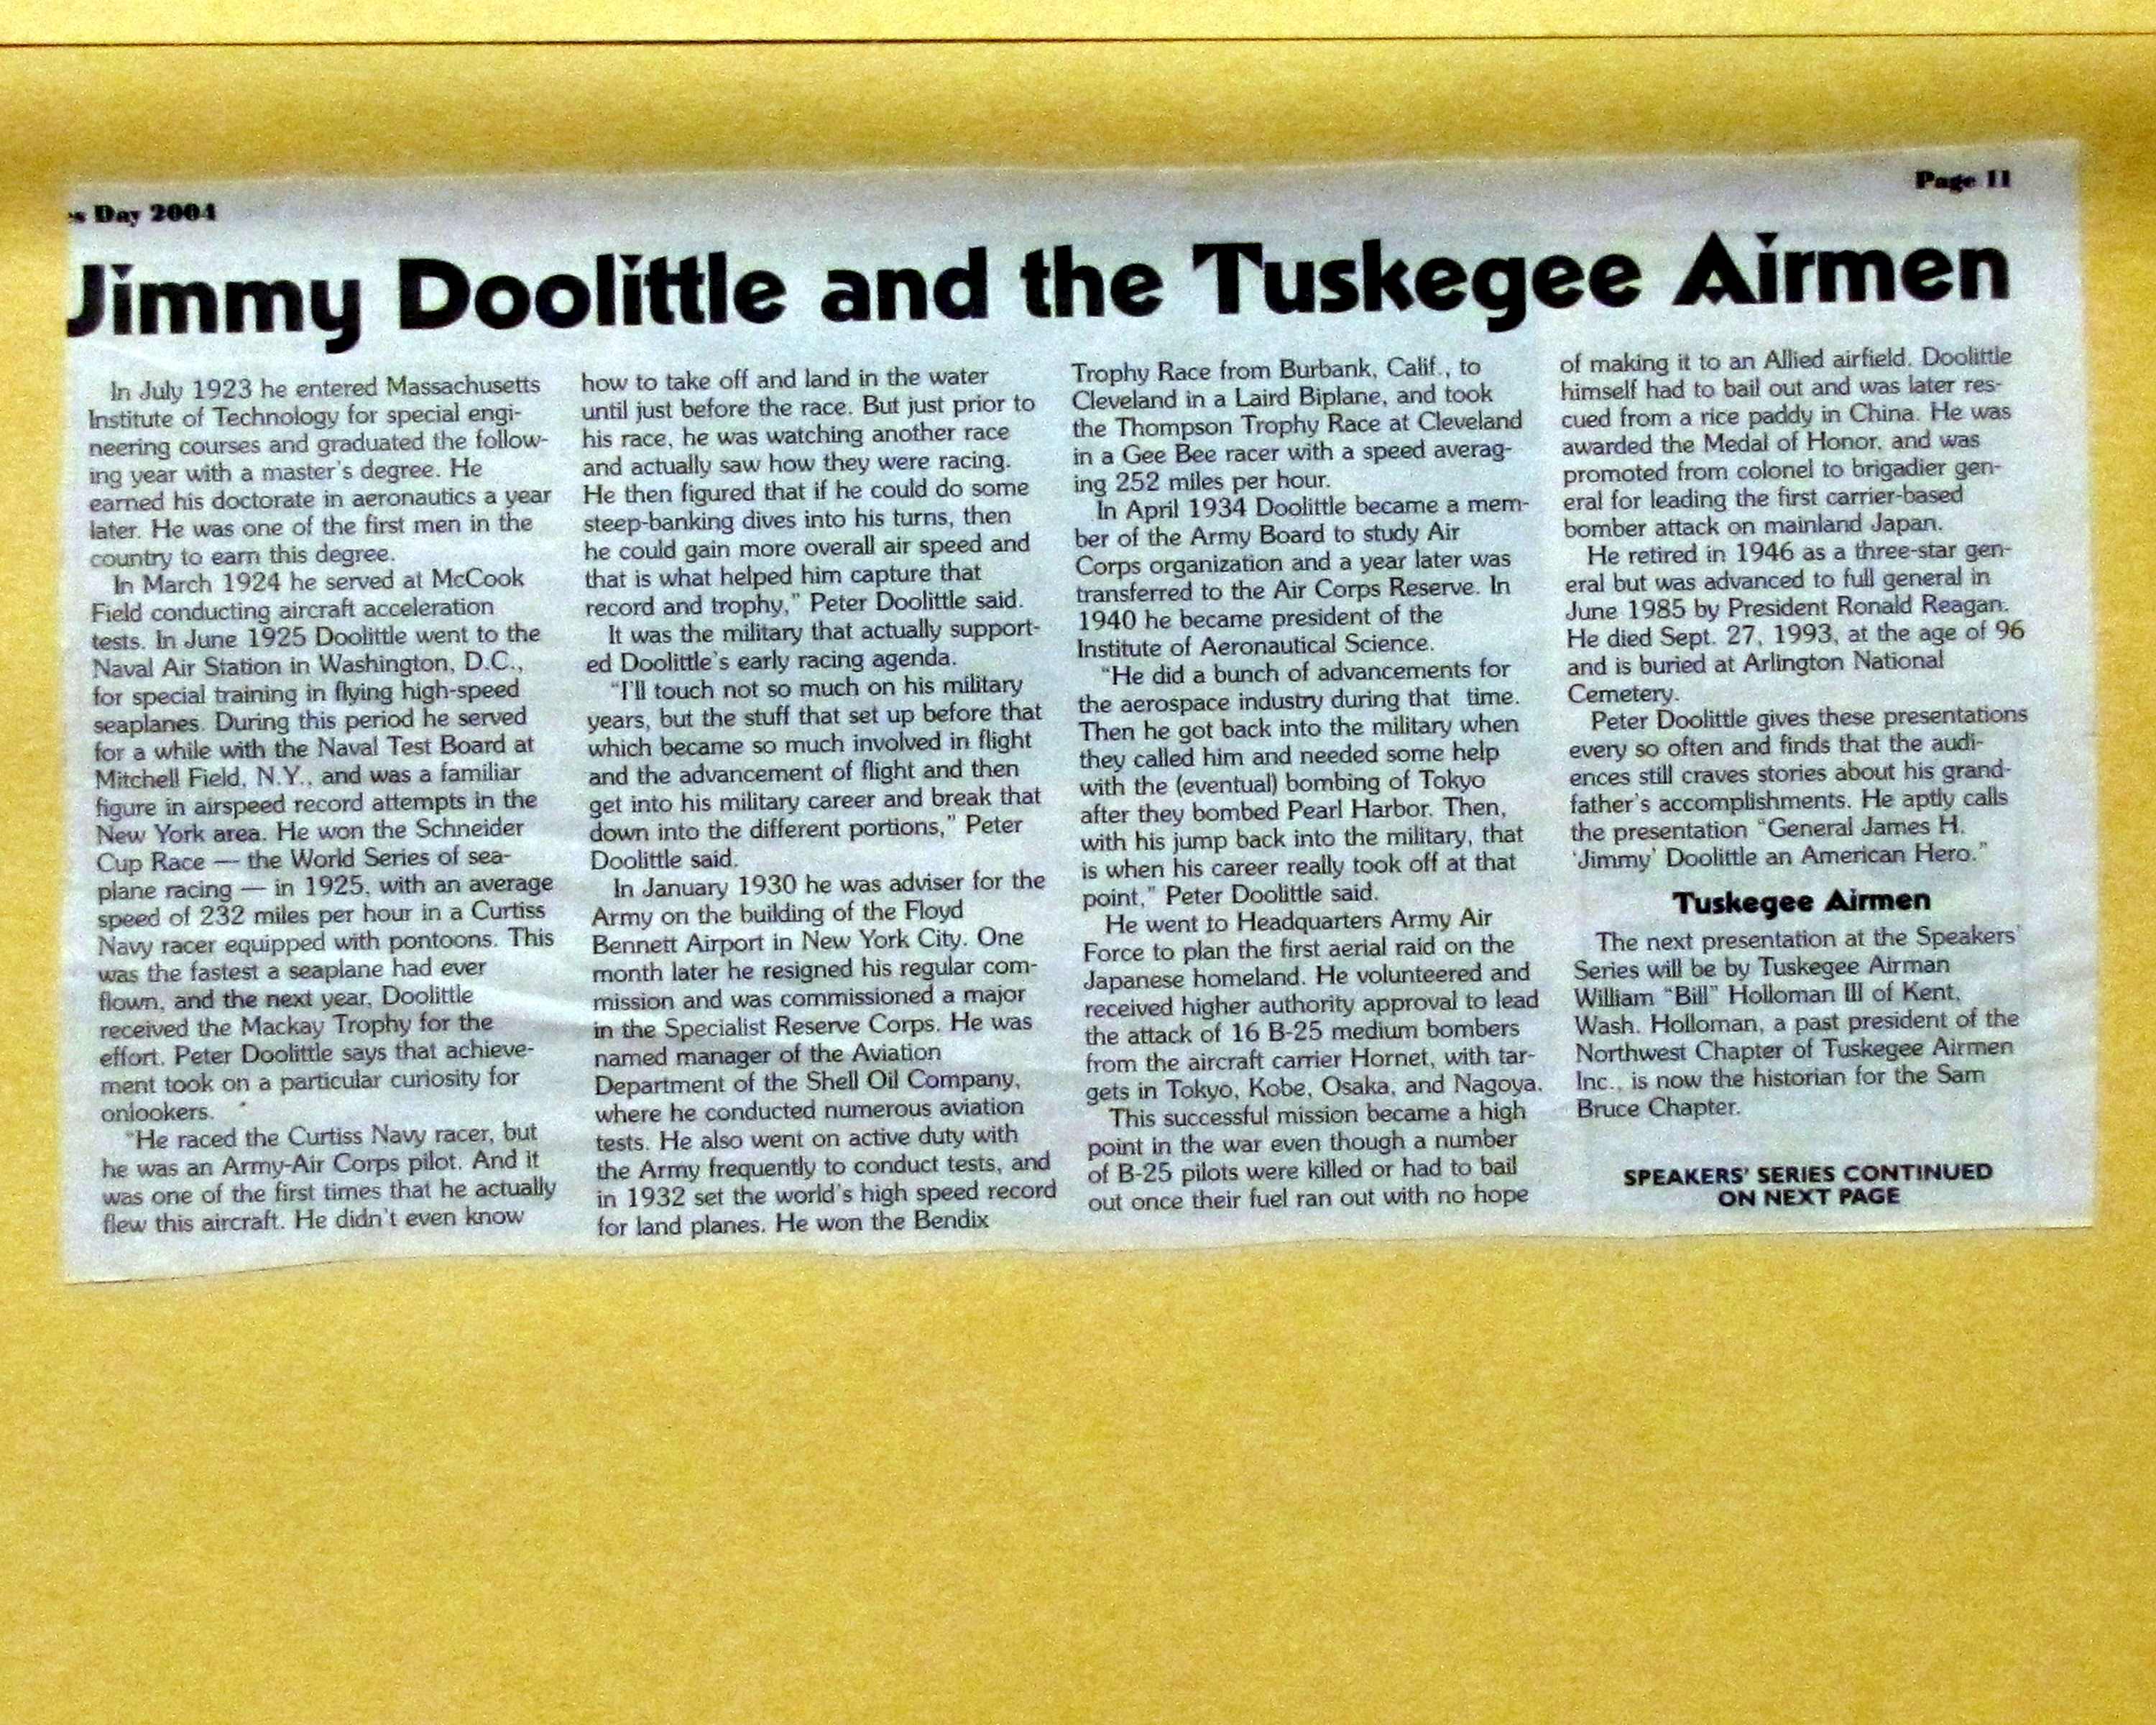 s Day 2004
Page 11
Jimmy Doolittle and the Tuskegee Airmen
In July 1923 he entered Massachusetts
Institute of Technology for special engi-
neering courses and graduated the follow-
ing year with a master's degree. He
earned his doctorate in aeronautics a year
later. He was one of the first men in the
country to earn this degree.
In March 1924 he served at McCook
Field conducting aircraft acceleration
tests. In June 1925 Doolittle went to the
Naval Air Station in Washington, D.C.,
for special training in flying high-speed
seaplanes. During this period he served
for a while with the Naval Test Board at
Mitchell Field, N.Y., and was a familiar
figure in airspeed record attempts in the
New York area. He won the Schneider
Cup Race — the World Series of sea-
plane racing — in 1925, with an average
speed of 232 miles per hour in a Curtiss
Navy racer equipped with pontoons. This
was the fastest a seaplane had ever
flown, and the next year, Doolittle
received the Mackay Trophy for the
effort. Peter Doolittle says that achieve-
ment took on a particular curiosity for
onlookers.
"He raced the Curtiss Navy racer, but
he was an Army-Air Corps pilot. And it
was one of the first times that he actually
flew this aircraft. He didn't even know
how to take off and land in the water
until just before the race. But just prior to
his race, he was watching another race
and actually saw how they were racing.
He then figured that if he could do some
steep-banking dives into his turns, then
he could gain more overall air speed and
that is what helped him capture that
record and trophy," Peter Doolittle said.
It was the military that actually support-
ed Doolittle's early racing agenda.
"I'll touch not so much on his military
years, but the stuff that set up before that
which became so much involved in flight
and the advancement of flight and then
get into his military career and break that
down into the different portions," Peter
Doolittle said.
In January 1930 he was adviser for the
Army on the building of the Floyd
Bennett Airport in New York City. One
month later he resigned his regular com-
mission and was commissioned a major
in the Specialist Reserve Corps. He was
named manager of the Aviation
Department of the Shell Oil Company,
where he conducted numerous aviation
tests. He also went on active duty with
the Army frequently to conduct tests, and
in 1932 set the world's high speed record
for land planes. He won the Bendix
Trophy Race from Burbank, Calif., to
Cleveland in a Laird Biplane, and took
the Thompson Trophy Race at Cleveland
in a Gee Bee racer with a speed averag-
ing 252 miles per hour.
In April 1934 Doolittle became a mem-
ber of the Army Board to study Air
Corps organization and a year later was
transferred to the Air Corps Reserve. In
1940 he became president of the
Institute of Aeronautical Science.
"He did a bunch of advancements for
the aerospace industry during that time.
Then he got back into the military when
they called him and needed some help
with the (eventual) bombing of Tokyo
after they bombed Pearl Harbor. Then,
with his jump back into the military, that
is when his career really took off at that
point," Peter Doolittle said.
He went to Headquarters Army Air
Force to plan the first aerial raid on the
Japanese homeland. He volunteered and
received higher authority approval to lead
the attack of 16 B-25 medium bombers
from the aircraft carrier Hornet, with tar-
gets in Tokyo, Kobe, Osaka, and Nagoya.
This successful mission became a high
point in the war even though a number
of B-25 pilots were killed or had to bail
out once their fuel ran out with no hope
of making it to an Allied airfield. Doolittle
himself had to bail out and was later res-
cued from a rice paddy in China. He was
awarded the Medal of Honor, and was
promoted from colonel to brigadier gen-
eral for leading the first carrier-based
bomber attack on mainland Japan.
He retired in 1946 as a three-star gen-
eral but was advanced to full general in
June 1985 by President Ronald Reagan.
He died Sept. 27, 1993, at the age of 96
and is buried at Arlington National
Cemetery.
Peter Doolittle gives these presentations
every so often and finds that the audi-
ences still craves stories about his grand-
father's accomplishments. He aptly calls
the presentation "General James H.
'Jimmy' Doolittle an American Hero."
Tuskegee Airmen
The next presentation at the Speakers'
Series will be by Tuskegee Airman
William "Bill" Holloman III of Kent,
Wash. Holloman, a past president of the
Northwest Chapter of Tuskegee Airmen
Inc., is now the historian for the Sam
Bruce Chapter.
SPEAKERS' SERIES CONTINUED
ON NEXT PAGE